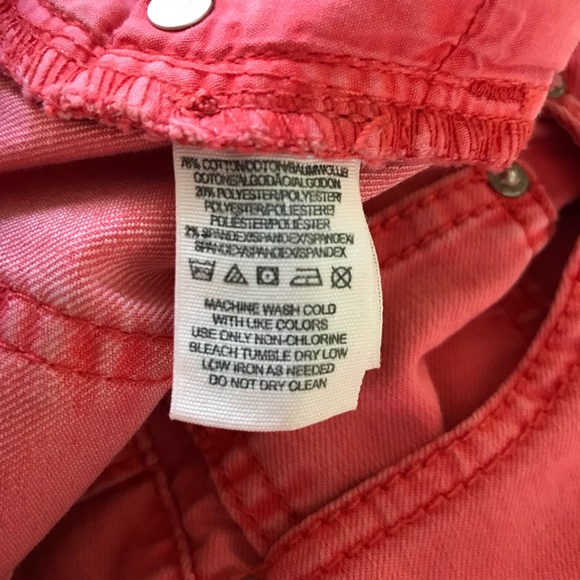 78% COTTON/COTON/BAUMWOLLE/
COTONE/ALGODÃO/ALGODON
20% POLYESTER/POLYESTER/
POLYESTER/POLIESTERE/
POLIÉSTER/POLIÉSTER
2% SPANDEX/SPANDEX/SPANDEX/
SPANDEX/SPANDEX/SPANDEX
MACHINE WASH COLD
WITH LIKE COLORS
USE ONLY NON-CHLORINE
BLEACH TUMBLE DRY LOW
LOW IRON AS NEEDED
DO NOT DRY CLEAN